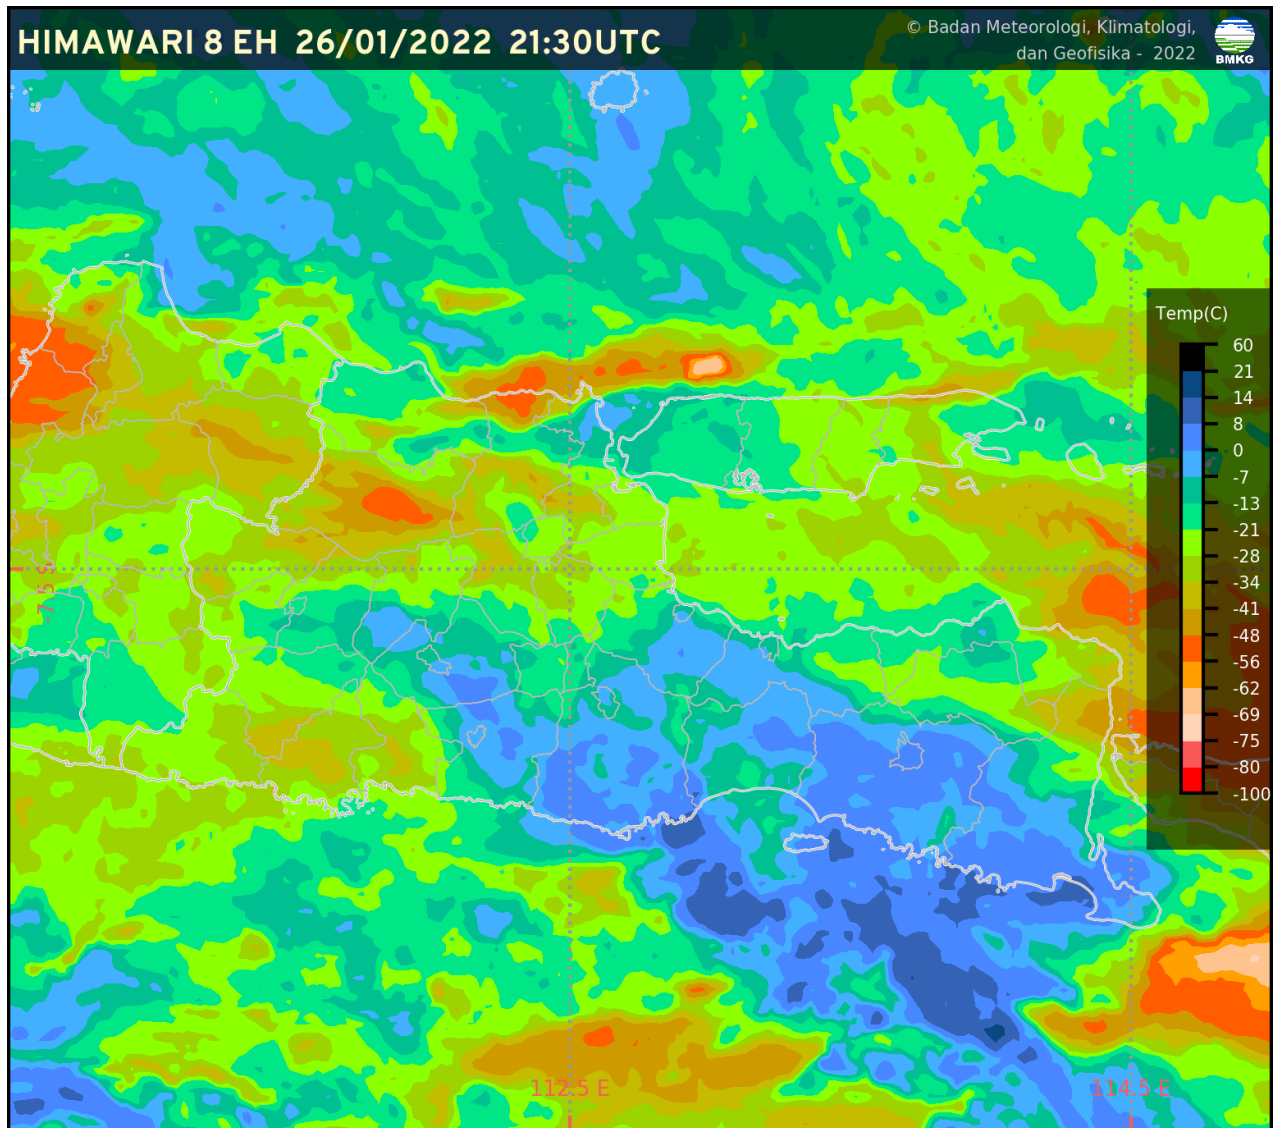 HIMAWARI 8 EH 26/01/2022 21:30UTC
© Badan Meteorologi, Klimatologi,
dan Geofisika - 2022
BMKG
Temp(C)
60
21
14
8
0
-7
-13
-21
-28
-34
-41
-48
-56
-62
-69
-75
-80
-100
-7.5 S
112.5 E
114.5 E